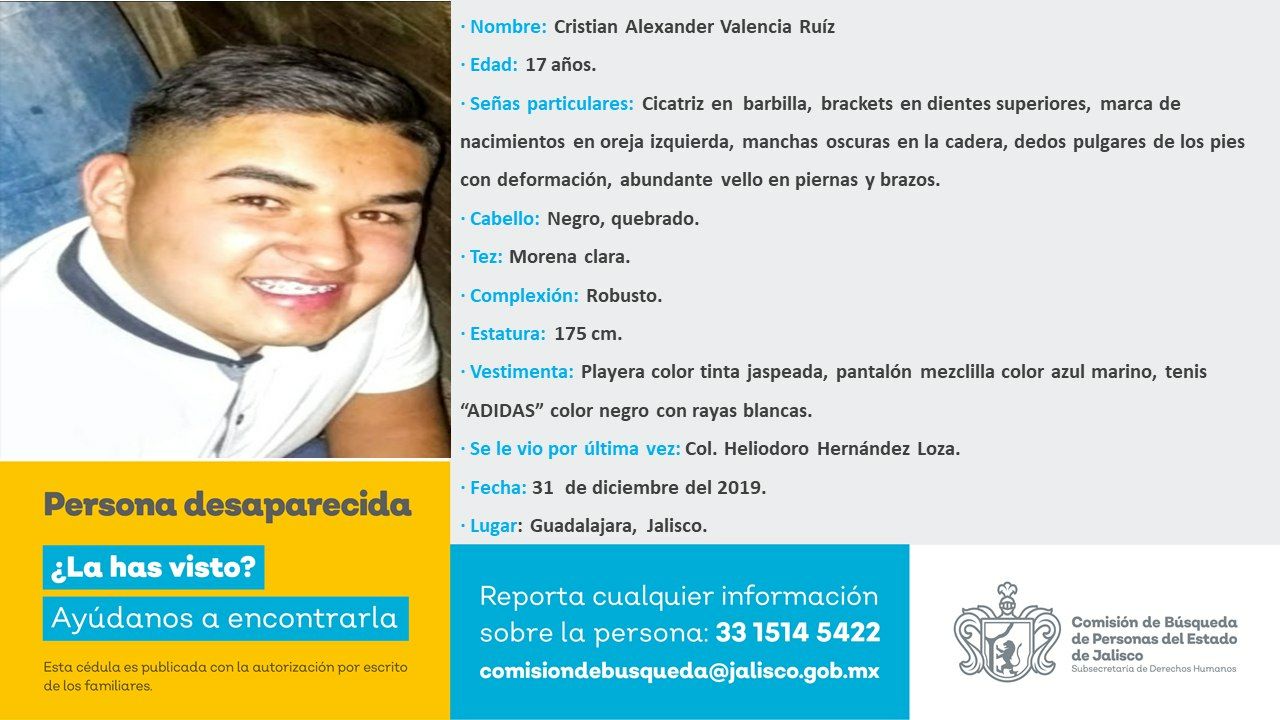 · Nombre: Cristian Alexander Valencia Ruíz
· Edad: 17 años.
· Señas particulares: Cicatriz en barbilla, brackets en dientes superiores, marca de
nacimientos en oreja izquierda, manchas oscuras en la cadera, dedos pulgares de los pies
con deformación, abundante vello en piernas y brazos.
· Cabello: Negro, quebrado.
· Tez: Morena clara.
· Complexión: Robusto.
· Estatura: 175 cm.
· Vestimenta: Playera color tinta jaspeada, pantalón mezclilla color azul marino, tenis
“ADIDAS” color negro con rayas blancas.
· Se le vio por última vez: Col. Heliodoro Hernández Loza.
· Fecha: 31 de diciembre del 2019.
· Lugar: Guadalajara, Jalisco.
Persona desaparecida
¿La has visto?
Ayúdanos a encontrarla
Esta cédula es publicada con la autorización por escrito
de los familiares.
Reporta cualquier información
sobre la persona: 33 1514 5422
comisiondebusqueda@jalisco.gob.mx
Comisión de Búsqueda
de Personas del Estado
de Jalisco
Subsecretaría de Derechos Humanos